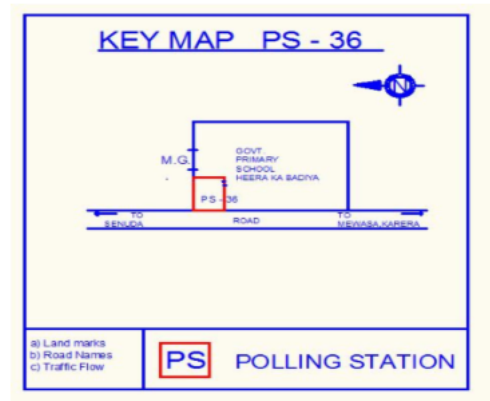 KEY MAP PS - 36
N
M.G.
GOVT.
PRIMARY
SCHOOL
HEERA KA BADIYA
PS - 36
TO
SENUDA
ROAD
TO
MEWASA,KARERA
a) Land marks
b) Road Names
c) Traffic Flow
PS
POLLING STATION